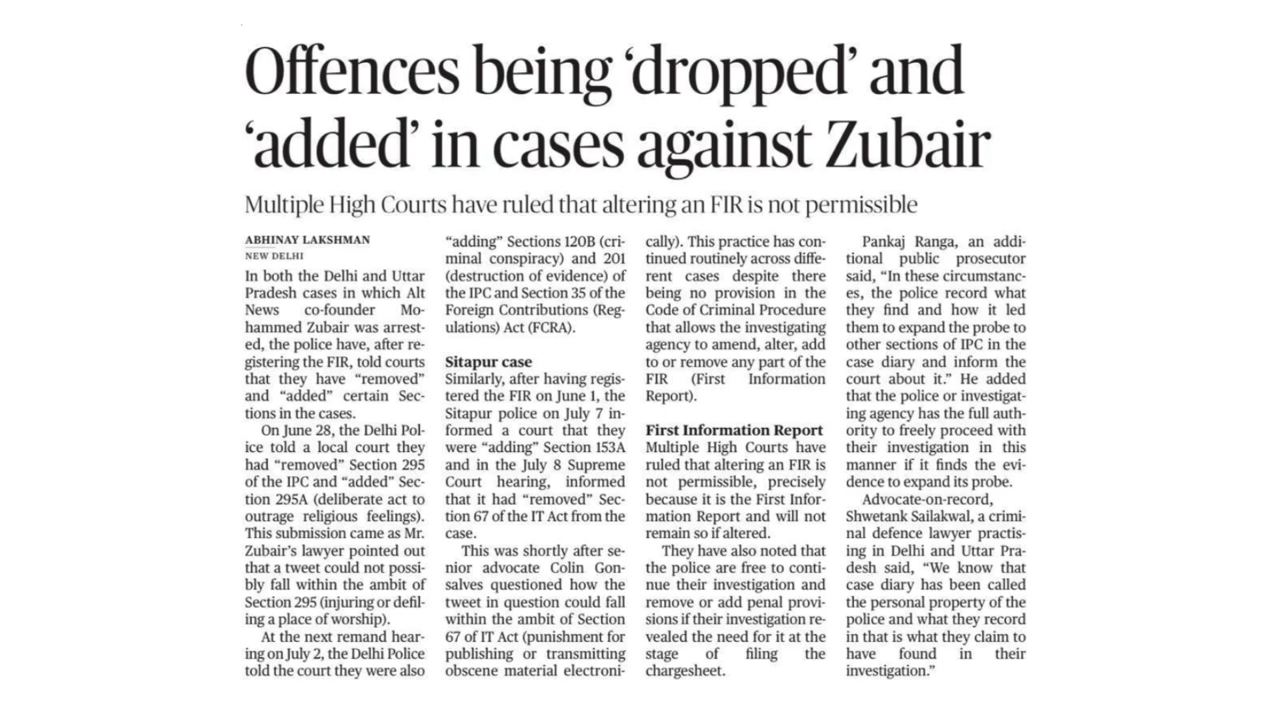 Offences being ‘dropped’ and
‘added’ in cases against Zubair
Multiple High Courts have ruled that altering an FIR is not permissible
ABHINAY LAKSHMAN
NEW DELHI
In both the Delhi and Uttar
Pradesh cases in which Alt
News co-founder Mo-
hammed Zubair was arrest-
ed, the police have, after re-
gistering the FIR, told courts
that they have “removed”
and “added” certain Sec-
tions in the cases.
On June 28, the Delhi Pol-
ice told a local court they
had “removed” Section 295
of the IPC and “added” Sec-
tion 295A (deliberate act to
outrage religious feelings).
This submission came as Mr.
Zubair’s lawyer pointed out
that a tweet could not possi-
bly fall within the ambit of
Section 295 (injuring or defil-
ing a place of worship).
At the next remand hear-
ing on July 2, the Delhi Police
told the court they were also
“adding” Sections 120B (cri-
minal conspiracy) and 201
(destruction of evidence) of
the IPC and Section 35 of the
Foreign Contributions (Reg-
ulations) Act (FCRA).
Sitapur case
Similarly, after having regis-
tered the FIR on June 1, the
Sitapur police on July 7 in-
formed a court that they
were “adding” Section 153A
and in the July 8 Supreme
Court hearing, informed
that it had “removed” Sec-
tion 67 of the IT Act from the
case.
This was shortly after se-
nior advocate Colin Gon-
salves questioned how the
tweet in question could fall
within the ambit of Section
67 of IT Act (punishment for
publishing or transmitting
obscene material electroni-
cally). This practice has con-
tinued routinely across diffe-
rent cases despite there
being no provision in the
Code of Criminal Procedure
that allows the investigating
agency to amend, alter, add
to or remove any part of the
FIR (First Information
Report).
First Information Report
Multiple High Courts have
ruled that altering an FIR is
not permissible, precisely
because it is the First Infor-
mation Report and will not
remain so if altered.
They have also noted that
the police are free to conti-
nue their investigation and
remove or add penal provi-
sions if their investigation re-
vealed the need for it at the
stage of filing the
chargesheet.
Pankaj Ranga, an addi-
tional public prosecutor
said, “In these circumstanc-
es, the police record what
they find and how it led
them to expand the probe to
other sections of IPC in the
case diary and inform the
court about it.” He added
that the police or investigat-
ing agency has the full auth-
ority to freely proceed with
their investigation in this
manner if it finds the evi-
dence to expand its probe.
Advocate-on-record,
Shwetank Sailakwal, a crimi-
nal defence lawyer practis-
ing in Delhi and Uttar Pra-
desh said, “We know that
case diary has been called
the personal property of the
police and what they record
in that is what they claim to
have found in their
investigation.”